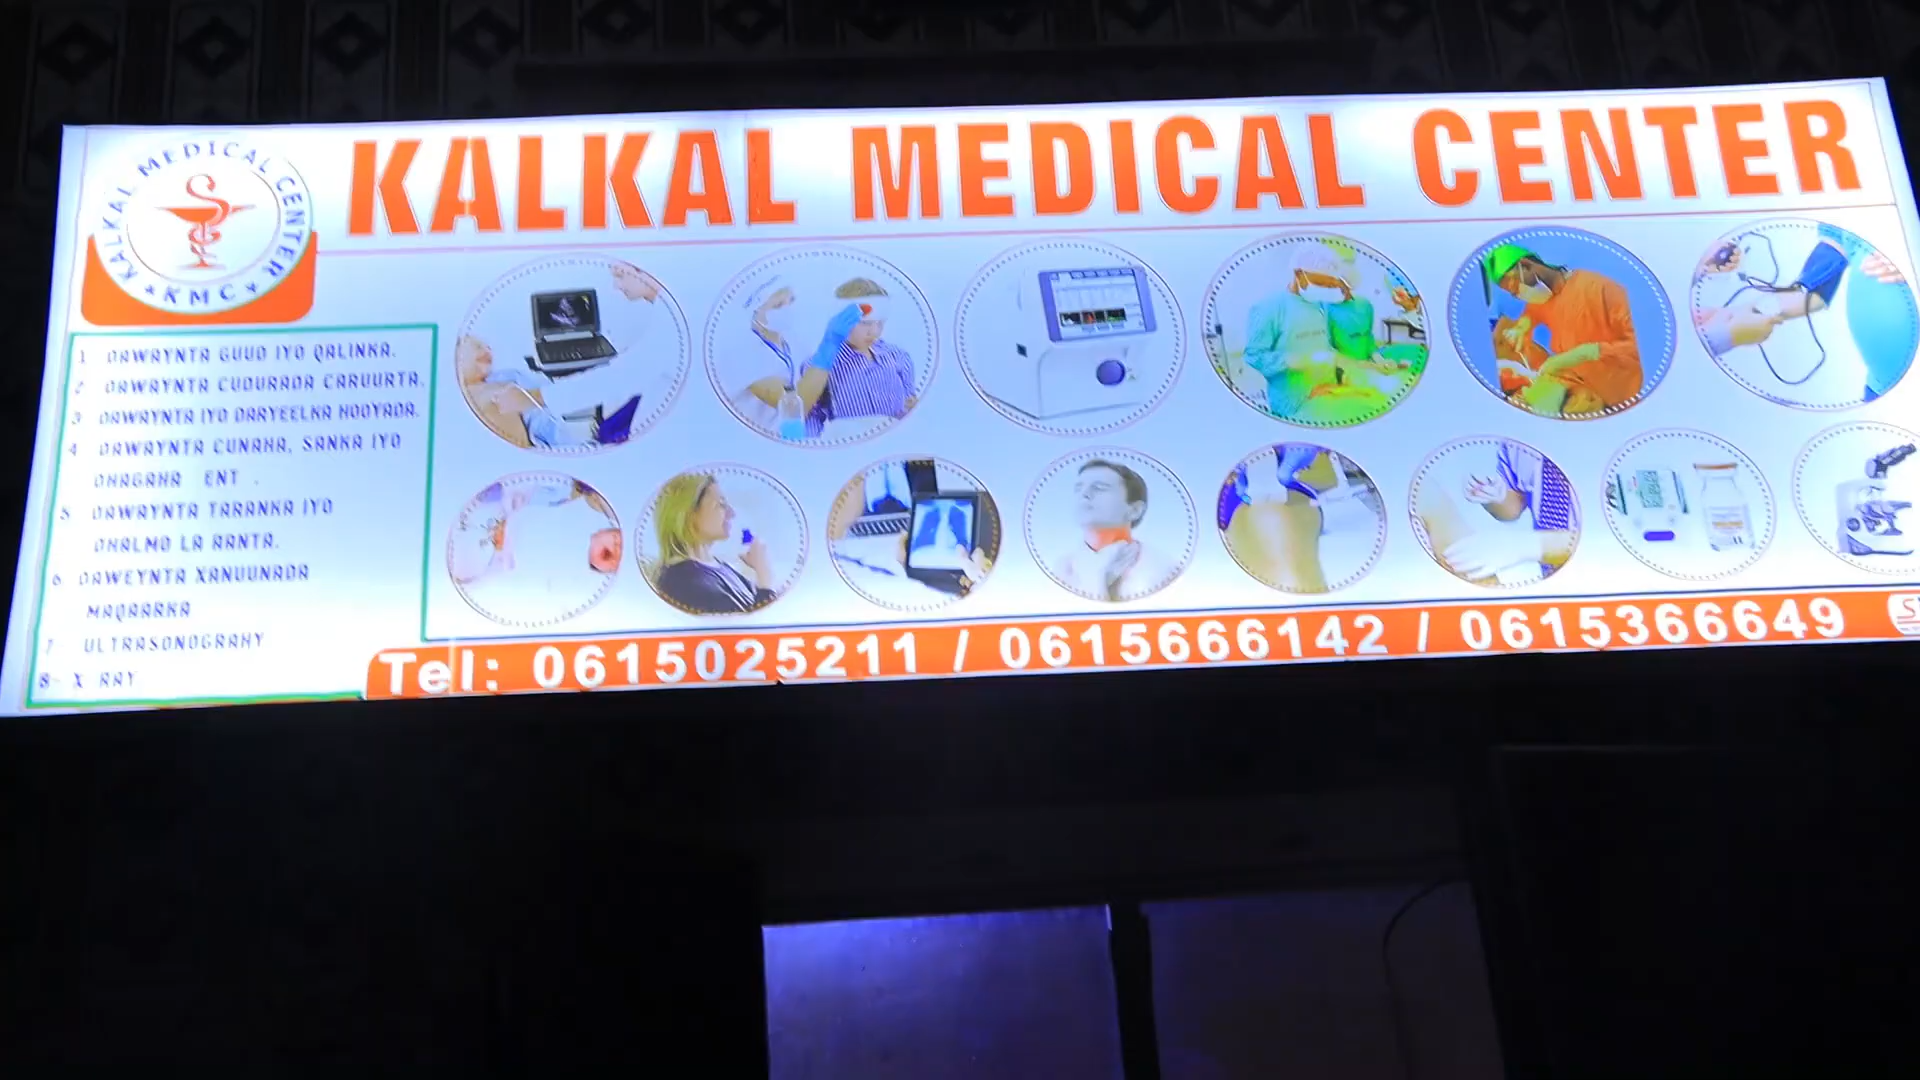 KALKAL MEDICAL CENTER
KALKAL MEDICAL CENTER
KMC
1 DAWAYNTA GUUD IYO QALINKA.
2 DAWAYNTA CUDURADA CARUURTA.
3 DAWAYNTA IYO DARYEELKA HOOYADA.
4 DAWAYNTA CUNAHA, SANKA IYO
DHAGAHA ENT .
5 DAWAYNTA TARANKA IYO
DHALMO LA AANTA.
6 DAWEYNTA XANUUNADA
MAQAARKA
7 ULTRASONOGRAHY
8- X RAY
Tel: 0615025211 / 0615666142 / 0615366649